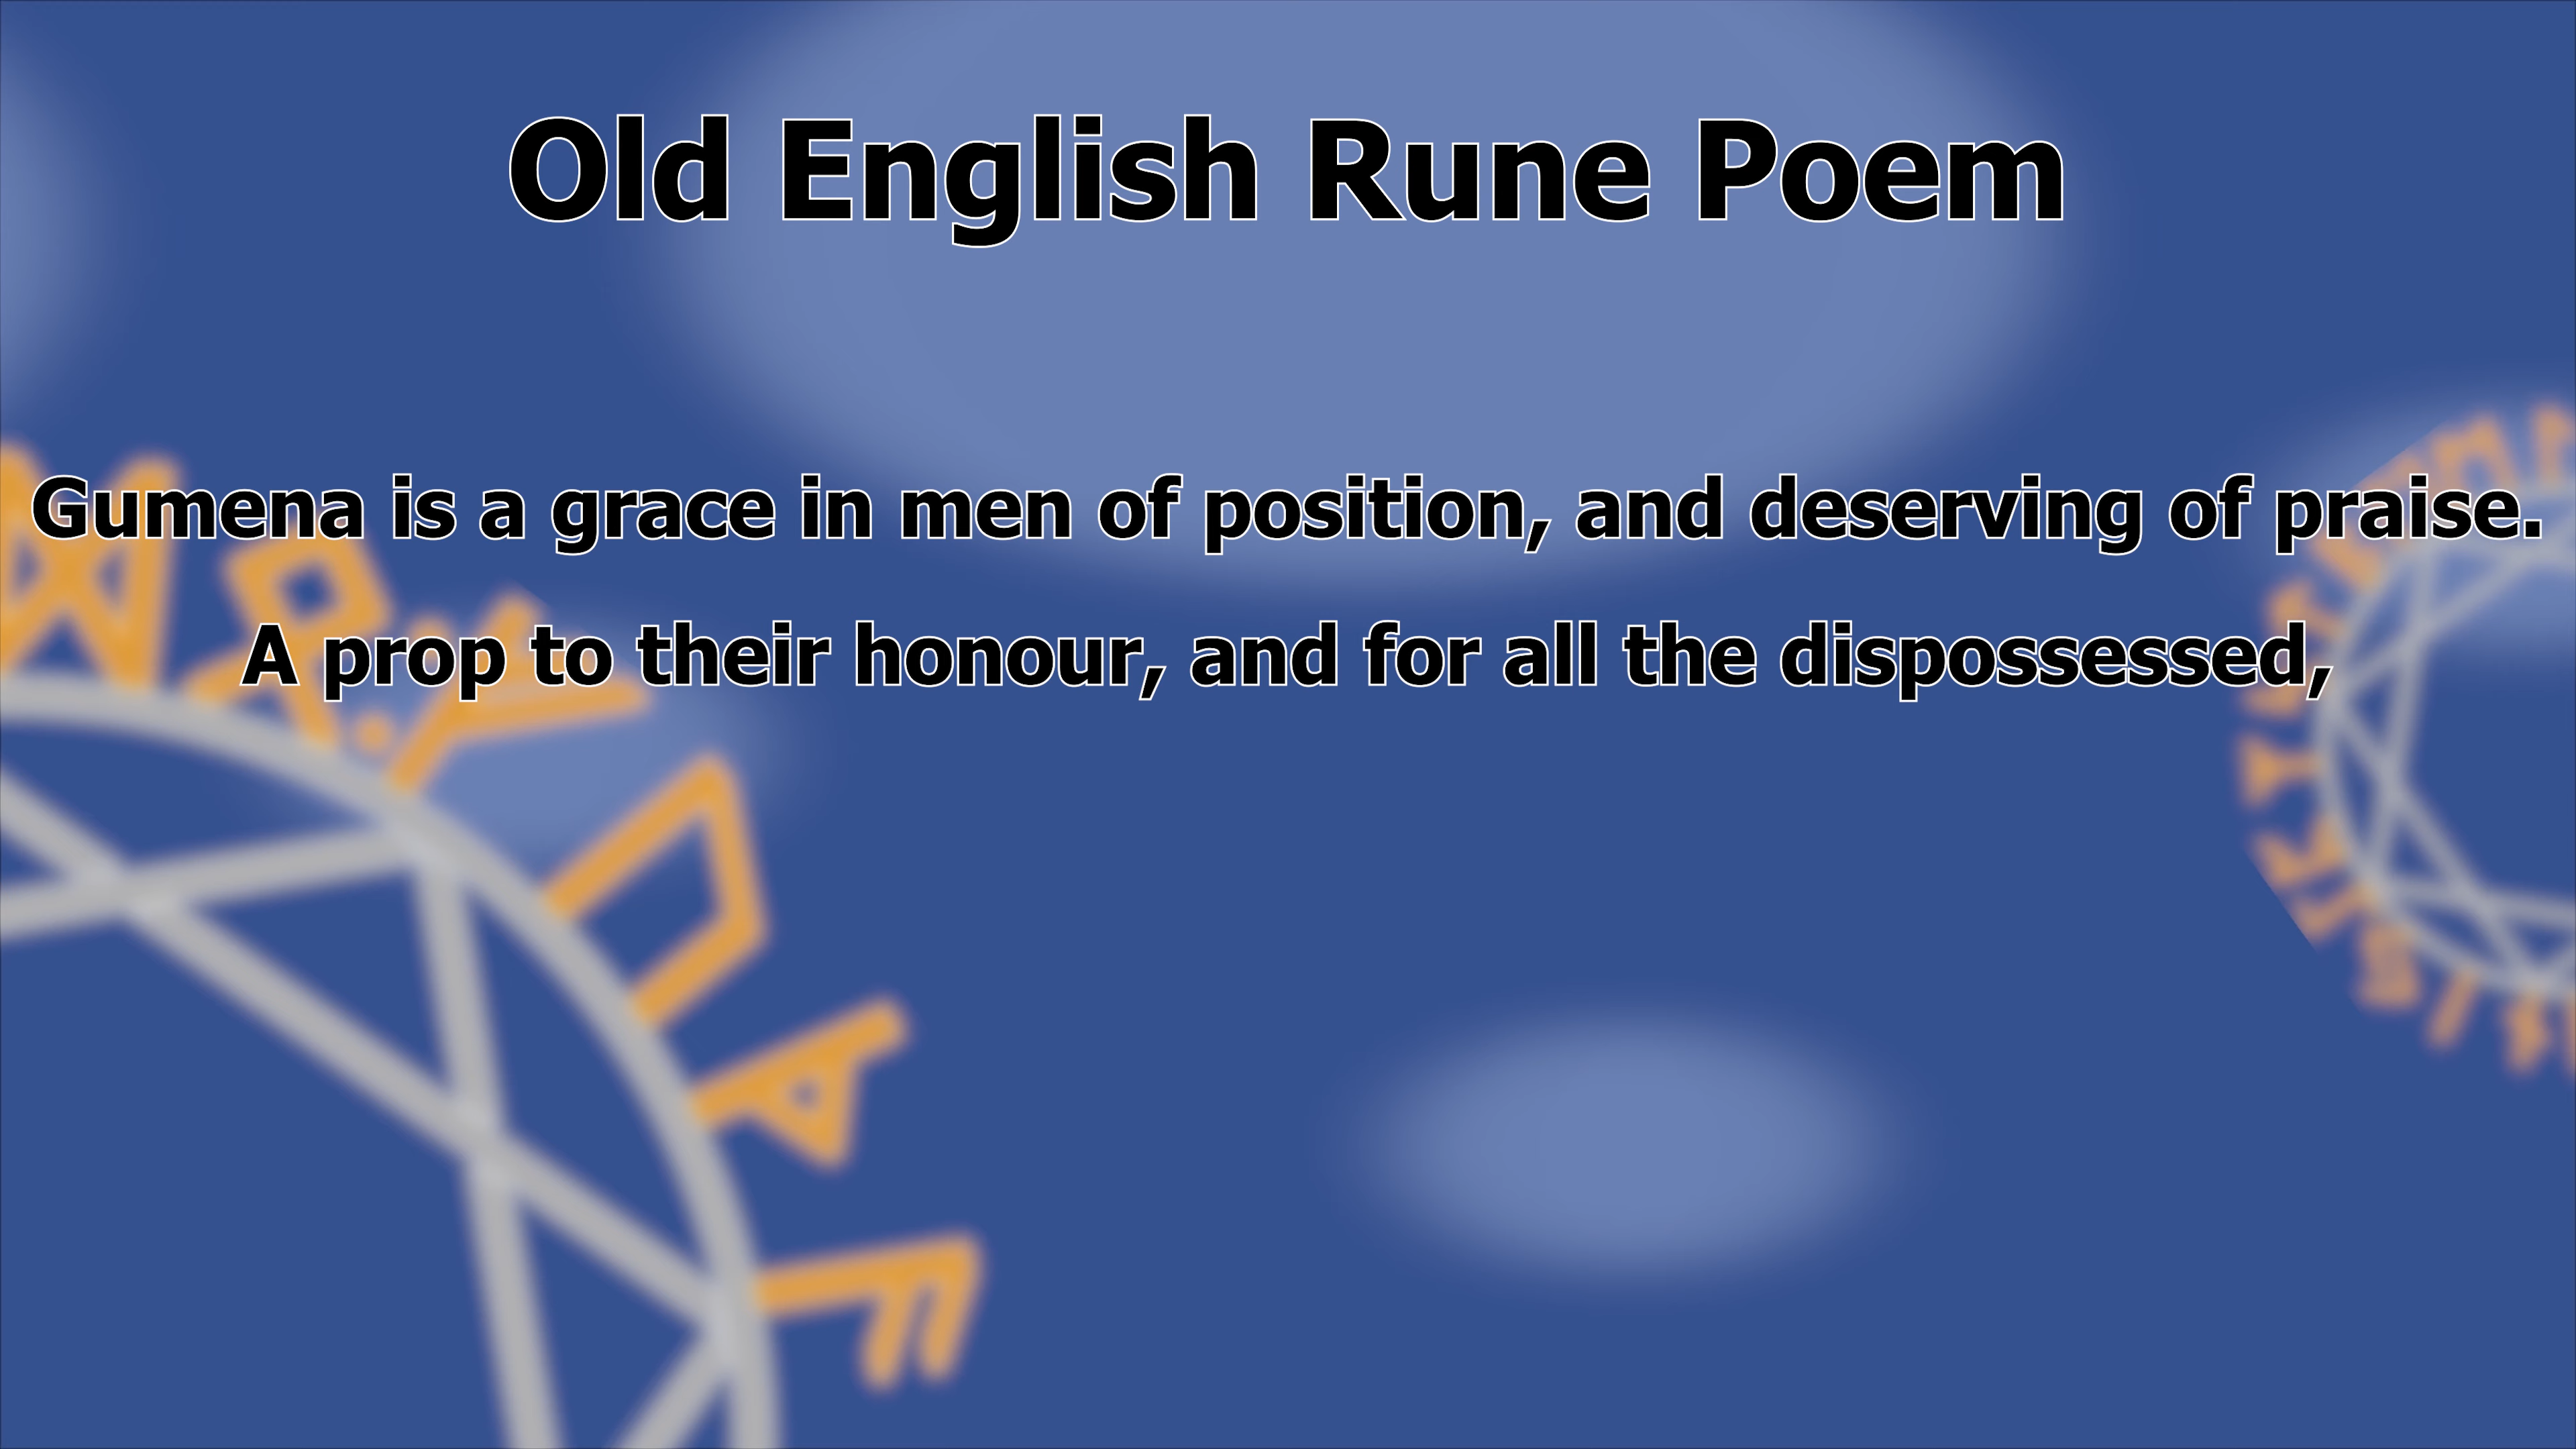 Old English Rune Poem
Gumena is a grace in men of position, and deserving of praise.
A prop to their honour, and for all the dispossessed,